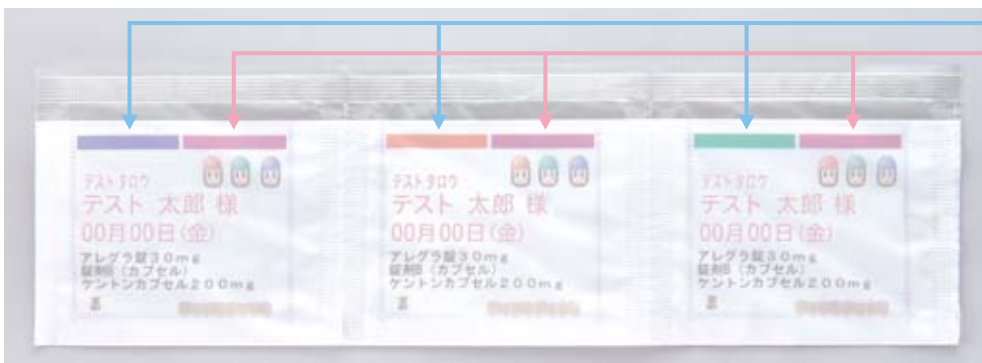 テスト タロウ
テスト 太郎 様
00月00日(金)
アレグラ錠30mg
錠剤B (カプセル)
ケントンカプセル200mg
テスト タロウ
テスト 太郎 様
00月00日(金)
アレグラ錠30mg
錠剤B (カプセル)
ケントンカプセル200mg
テスト タロウ
テスト 太郎 様
00月00日(金)
アレグラ錠30mg
錠剤B (カプセル)
ケントンカプセル200mg